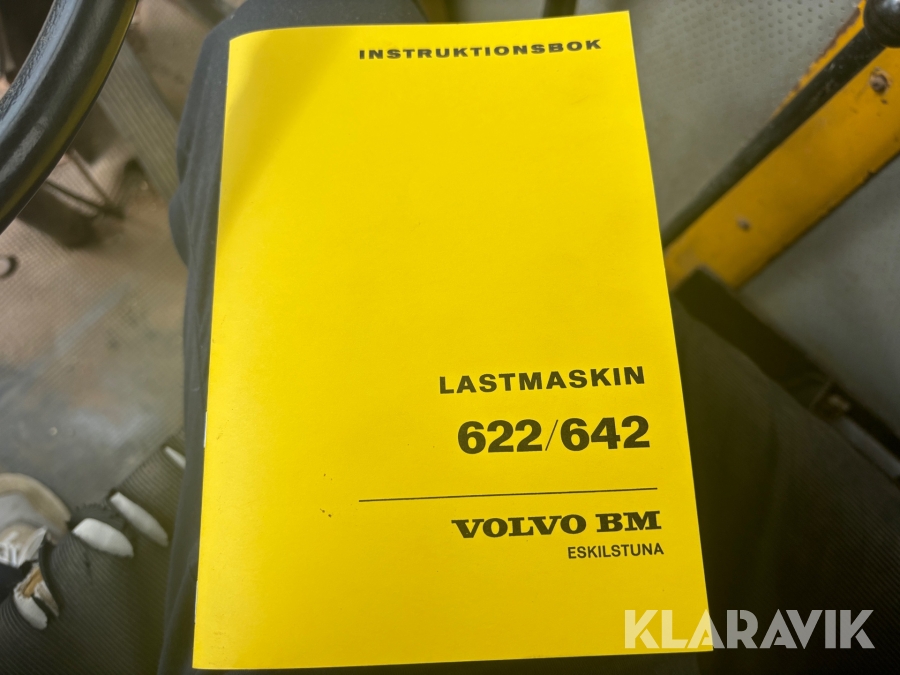 INSTRUKTIONSBOK
LASTMASKIN
622/642
VOLVO BM
ESKILSTUNA
KLARAVIK